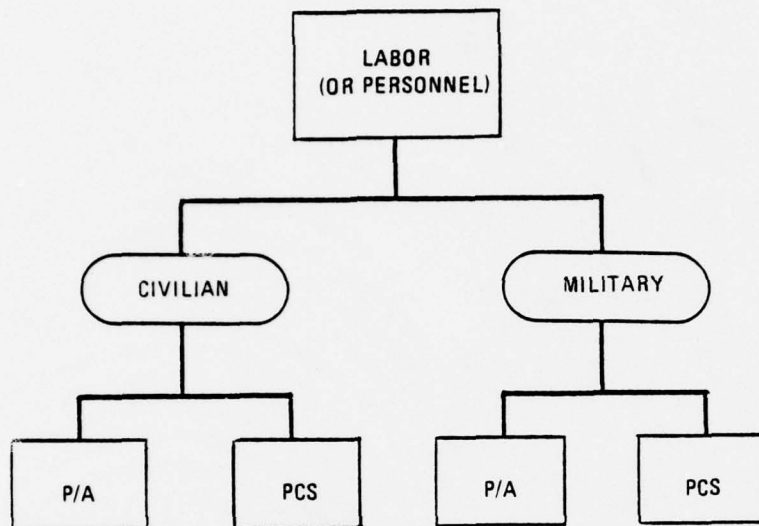 LABOR
(OR PERSONNEL)
CIVILIAN
MILITARY
P/A
PCS
P/A
PCS